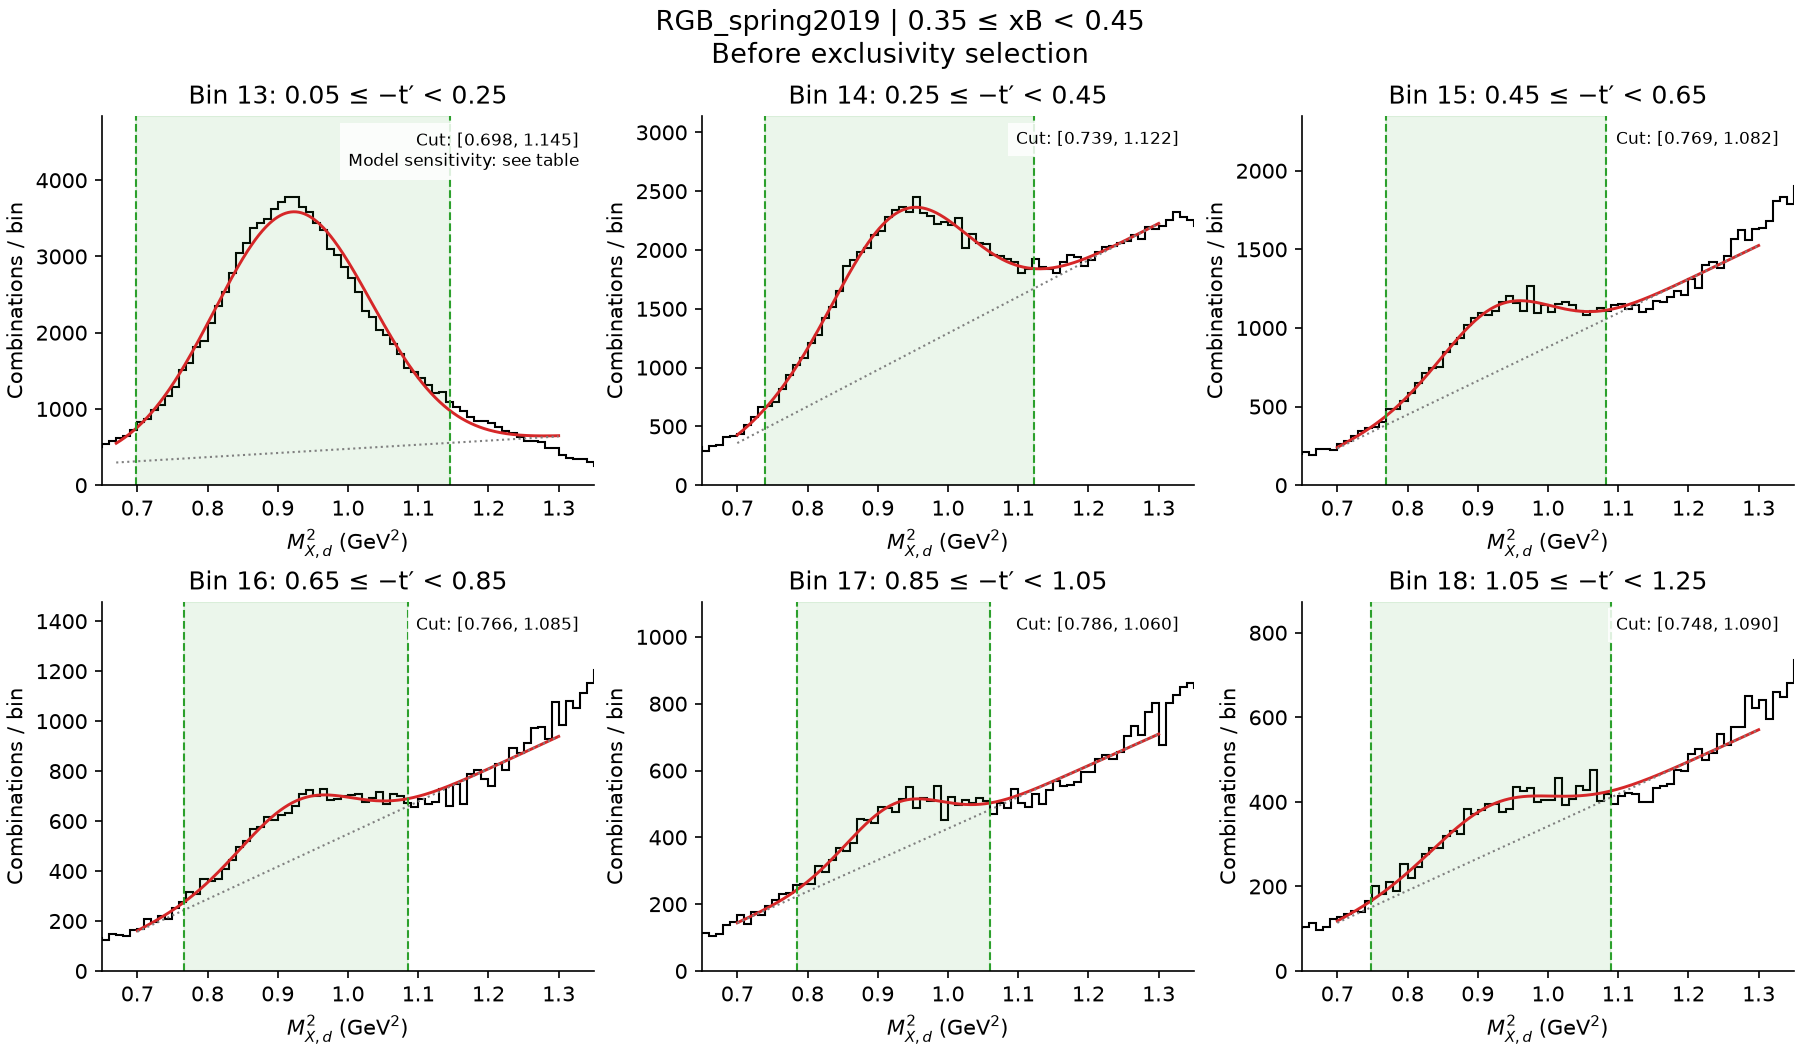 RGB_spring2019 | 0.35 ≤ xB < 0.45
Before exclusivity selection
Bin 13: 0.05 ≤ −t′ < 0.25
Cut: [0.698, 1.145]
Model sensitivity: see table
Combinations / bin
0
1000
2000
3000
4000
0.7 0.8 0.9 1.0 1.1 1.2 1.3
M²X,d (GeV²)
Bin 14: 0.25 ≤ −t′ < 0.45
Cut: [0.739, 1.122]
Combinations / bin
0
500
1000
1500
2000
2500
3000
0.7 0.8 0.9 1.0 1.1 1.2 1.3
M²X,d (GeV²)
Bin 15: 0.45 ≤ −t′ < 0.65
Cut: [0.769, 1.082]
Combinations / bin
0
500
1000
1500
2000
0.7 0.8 0.9 1.0 1.1 1.2 1.3
M²X,d (GeV²)
Bin 16: 0.65 ≤ −t′ < 0.85
Cut: [0.766, 1.085]
Combinations / bin
0
200
400
600
800
1000
1200
1400
0.7 0.8 0.9 1.0 1.1 1.2 1.3
M²X,d (GeV²)
Bin 17: 0.85 ≤ −t′ < 1.05
Cut: [0.786, 1.060]
Combinations / bin
0
200
400
600
800
1000
0.7 0.8 0.9 1.0 1.1 1.2 1.3
M²X,d (GeV²)
Bin 18: 1.05 ≤ −t′ < 1.25
Cut: [0.748, 1.090]
Combinations / bin
0
200
400
600
800
0.7 0.8 0.9 1.0 1.1 1.2 1.3
M²X,d (GeV²)